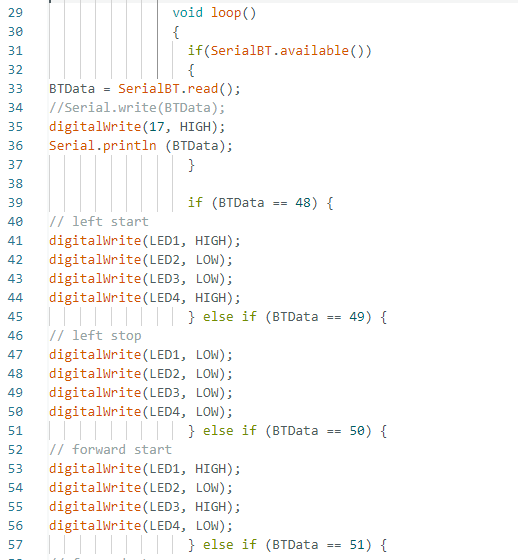 29 void loop()
30 {
31 if(SerialBT.available())
32 {
33 BTData = SerialBT.read();
34 //Serial.write(BTData);
35 digitalWrite(17, HIGH);
36 Serial.println (BTData);
37 }
38
39 if (BTData == 48) {
40 // left start
41 digitalWrite(LED1, HIGH);
42 digitalWrite(LED2, LOW);
43 digitalWrite(LED3, LOW);
44 digitalWrite(LED4, HIGH);
45 } else if (BTData == 49) {
46 // left stop
47 digitalWrite(LED1, LOW);
48 digitalWrite(LED2, LOW);
49 digitalWrite(LED3, LOW);
50 digitalWrite(LED4, LOW);
51 } else if (BTData == 50) {
52 // forward start
53 digitalWrite(LED1, HIGH);
54 digitalWrite(LED2, LOW);
55 digitalWrite(LED3, HIGH);
56 digitalWrite(LED4, LOW);
57 } else if (BTData == 51) {